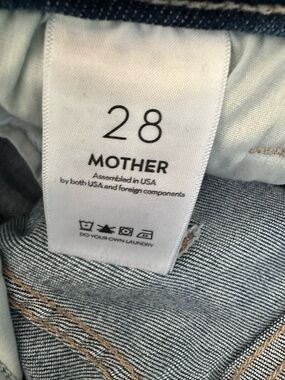 28
MOTHER
Assembled in USA
by both USA and foreign components
DO YOUR OWN LAUNDRY